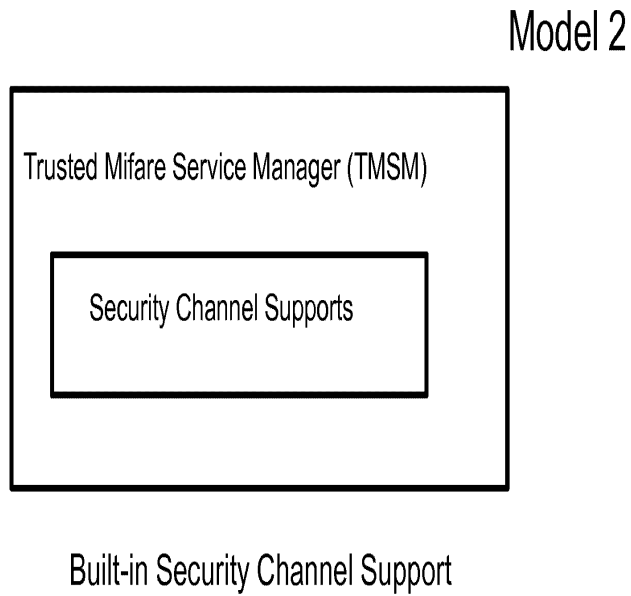 Model 2
Trusted Mifare Service Manager (TMSM)
Security Channel Supports
Built-in Security Channel Support